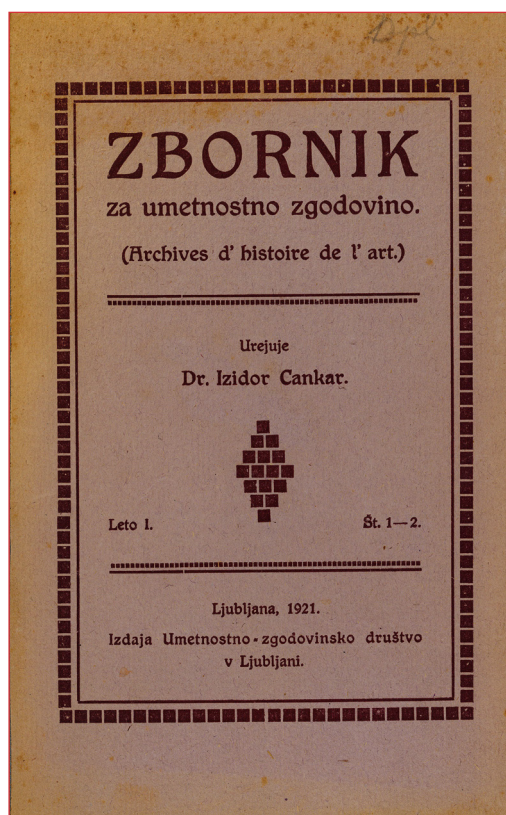 ZBORNIK
za umetnostno zgodovino.
(Archives d' histoire de l' art.)
Urejuje
Dr. Izidor Cankar.
Leto I. Št. 1—2.
Ljubljana, 1921.
Izdaja Umetnostno-zgodovinsko društvo
v Ljubljani.